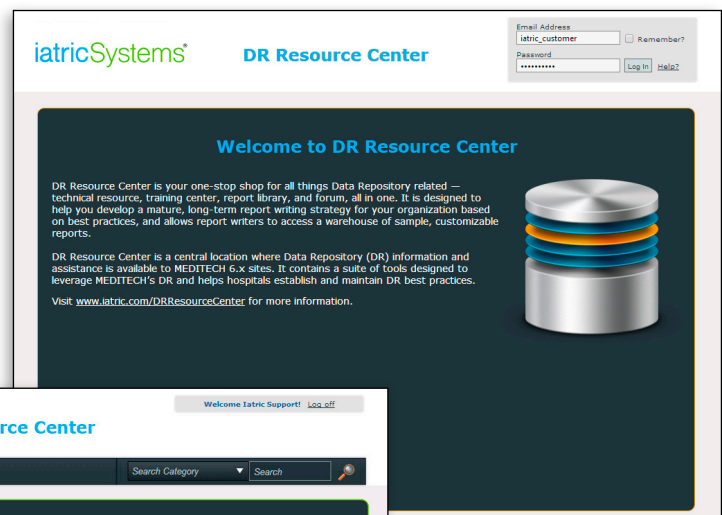 iatricSystems®
DR Resource Center
Email Address
iatric_customer
Remember?
Password
••••••••••
Log In Help?
Welcome to DR Resource Center
DR Resource Center is your one-stop shop for all things Data Repository related —
technical resource, training center, report library, and forum, all in one. It is designed to
help you develop a mature, long-term report writing strategy for your organization based
on best practices, and allows report writers to access a warehouse of sample, customizable
reports.
DR Resource Center is a central location where Data Repository (DR) information and
assistance is available to MEDITECH 6.x sites. It contains a suite of tools designed to
leverage MEDITECH's DR and helps hospitals establish and maintain DR best practices.
Visit www.iatric.com/DRResourceCenter for more information.
Welcome Iatric Support! Log off
rce Center
Search Category ▼ Search